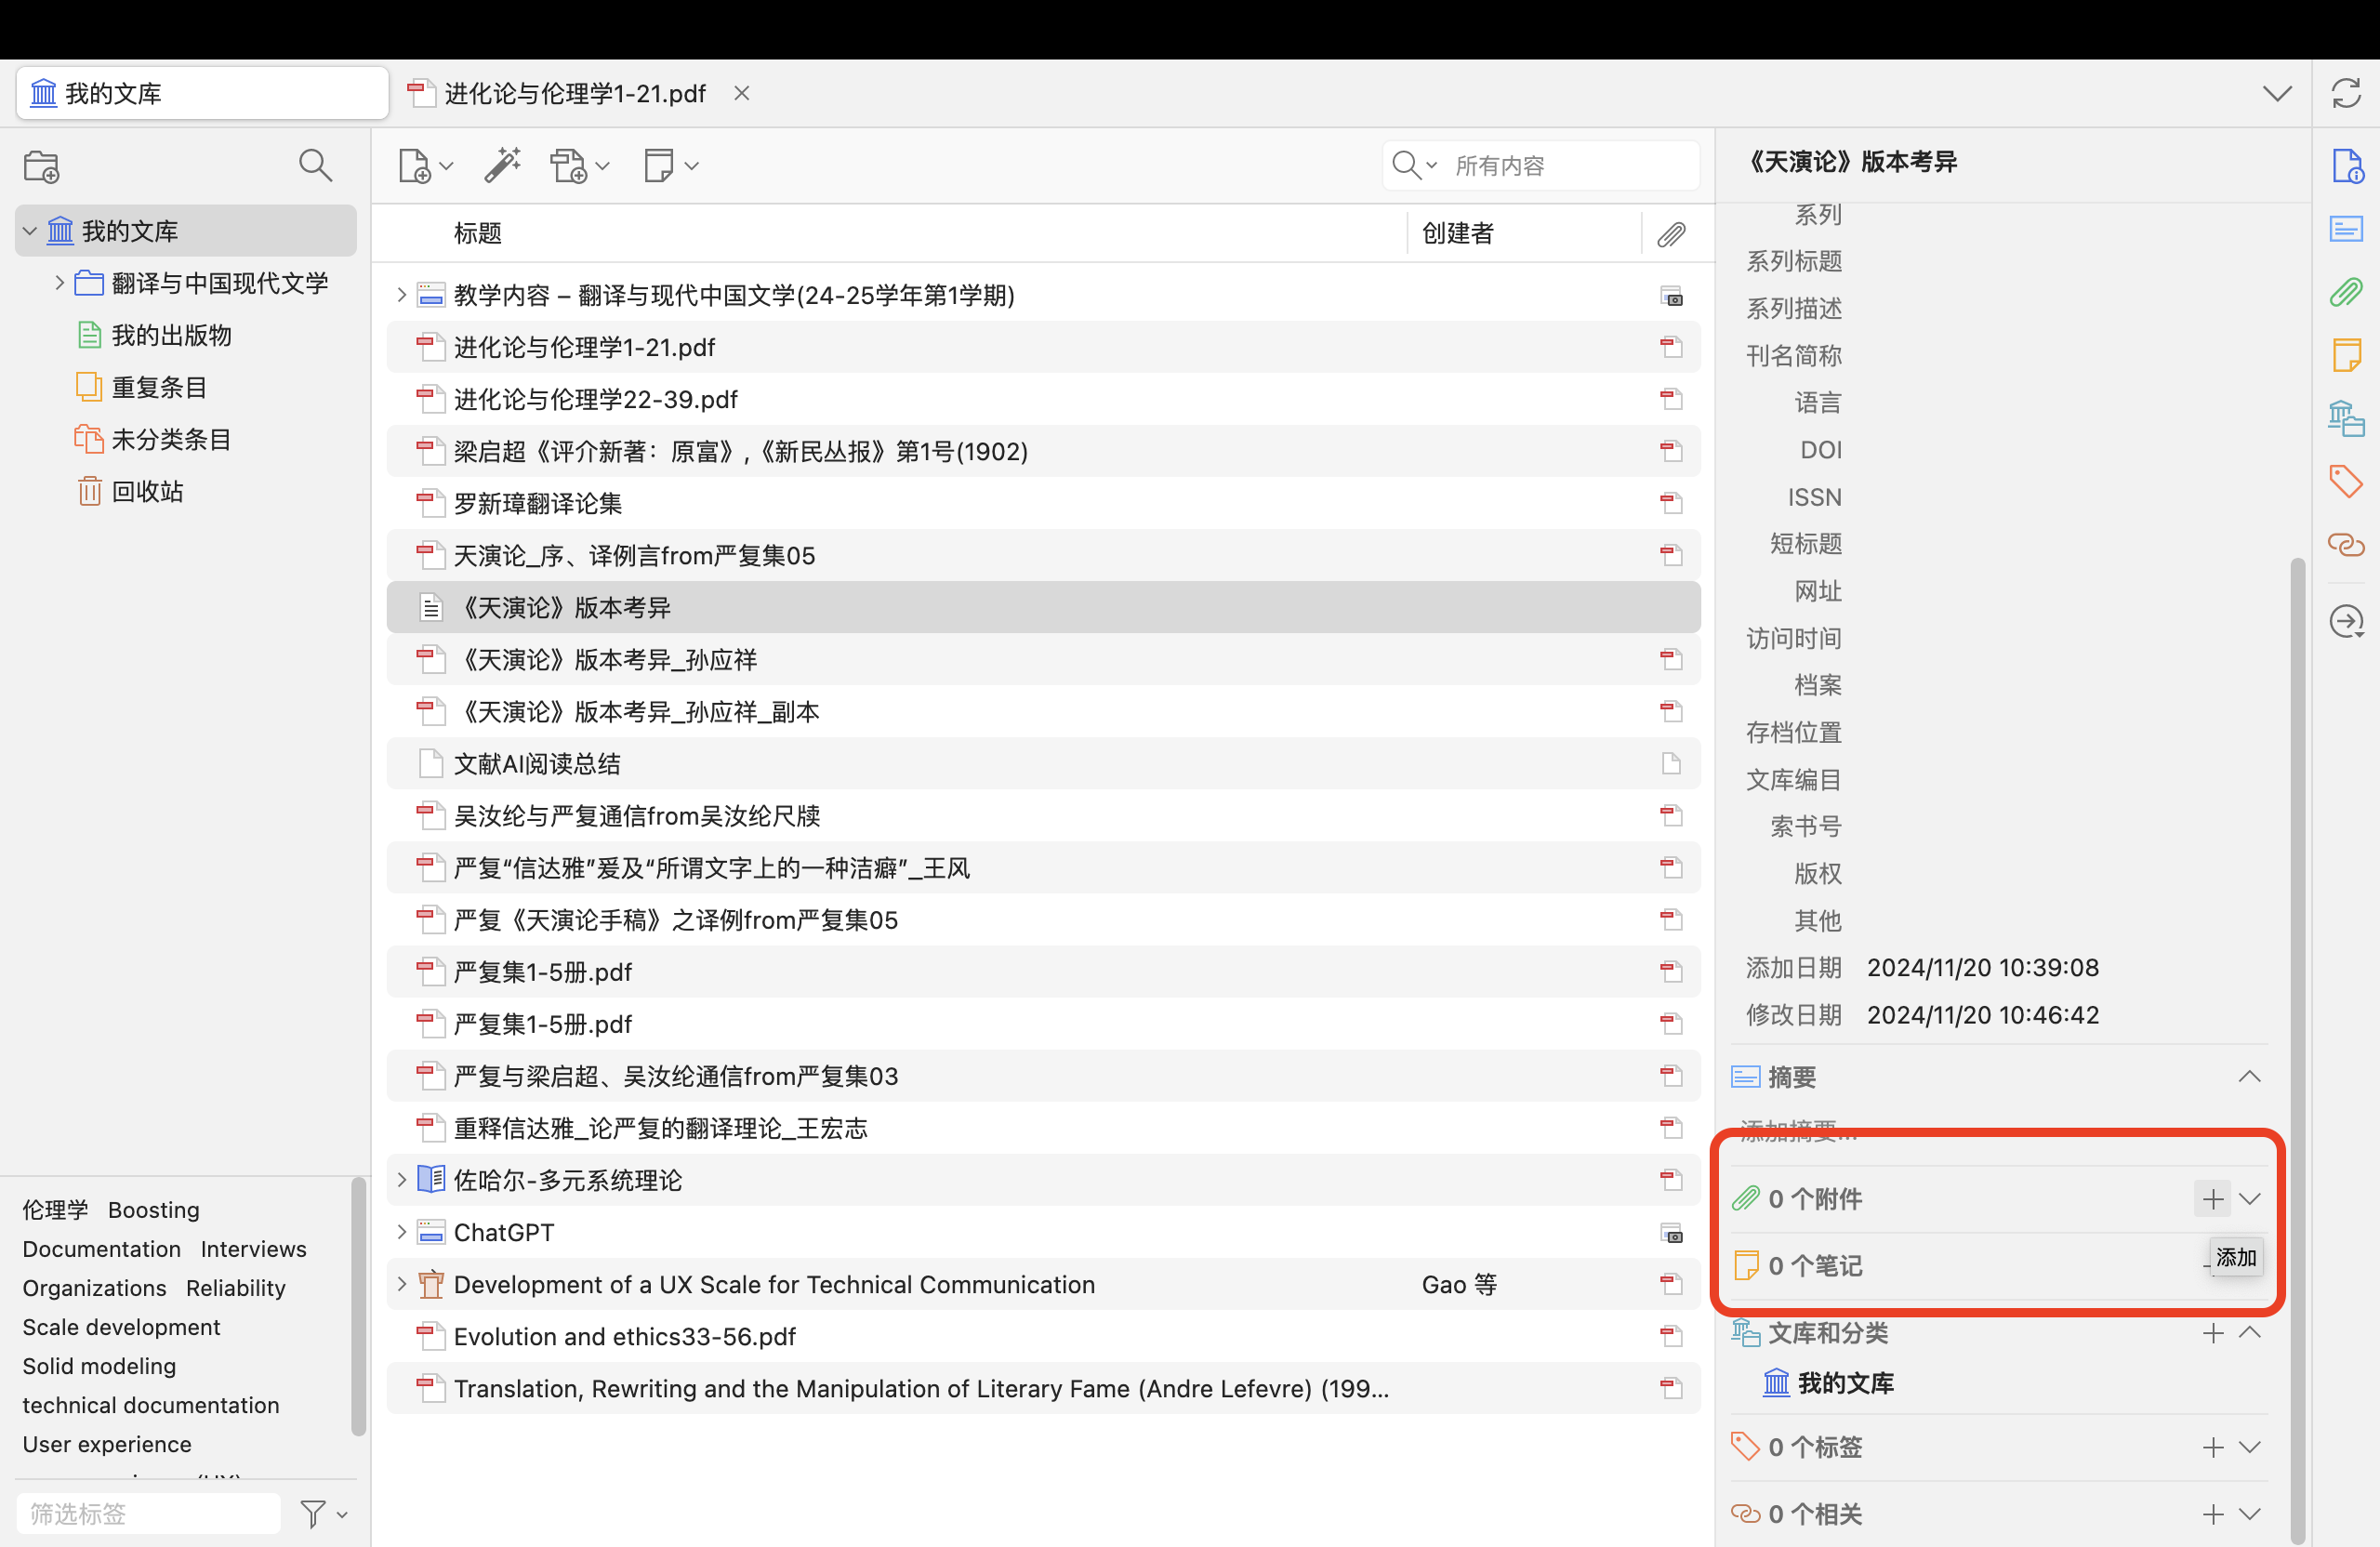 我的文库
进化论与伦理学1-21.pdf
我的文库
翻译与中国现代文学
我的出版物
重复条目
未分类条目
回收站
伦理学 Boosting
Documentation Interviews
Organizations Reliability
Scale development
Solid modeling
technical documentation
User experience
筛选标签
所有内容
标题 创建者
教学内容 – 翻译与现代中国文学(24-25学年第1学期)
进化论与伦理学1-21.pdf
进化论与伦理学22-39.pdf
梁启超《评介新著：原富》,《新民丛报》第1号(1902)
罗新璋翻译论集
天演论_序、译例言from严复集05
《天演论》版本考异
《天演论》版本考异_孙应祥
《天演论》版本考异_孙应祥_副本
文献AI阅读总结
吴汝纶与严复通信from吴汝纶尺牍
严复“信达雅”爰及“所谓文字上的一种洁癖”_王风
严复《天演论手稿》之译例from严复集05
严复集1-5册.pdf
严复集1-5册.pdf
严复与梁启超、吴汝纶通信from严复集03
重释信达雅_论严复的翻译理论_王宏志
佐哈尔-多元系统理论
ChatGPT
Development of a UX Scale for Technical Communication Gao 等
Evolution and ethics33-56.pdf
Translation, Rewriting and the Manipulation of Literary Fame (Andre Lefevre) (199...
《天演论》版本考异
系列
系列标题
系列描述
刊名简称
语言
DOI
ISSN
短标题
网址
访问时间
档案
存档位置
文库编目
索书号
版权
其他
添加日期 2024/11/20 10:39:08
修改日期 2024/11/20 10:46:42
摘要
添加摘要...
0 个附件
添加
0 个笔记
文库和分类
我的文库
0 个标签
0 个相关